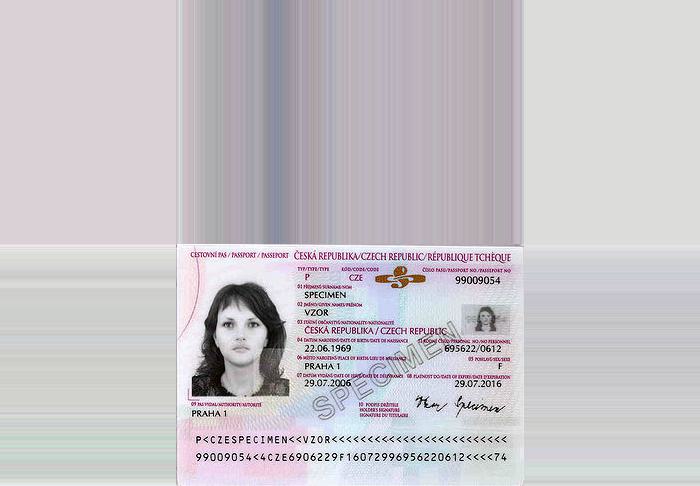 CESTOVNÍ PAS / PASSPORT / PASSEPORT
ČESKÁ REPUBLIKA/CZECH REPUBLIC/RÉPUBLIQUE TCHÈQUE
TYP/TYPE/TYPE KÓD/CODE/CODE ČÍSLO PASU/PASSPORT NO./PASSEPORT NO
P CZE 99009054
01 PŘÍJMENÍ/SURNAME/NOM
SPECIMEN
02 JMÉNO/GIVEN NAMES/PRÉNOM
VZOR
03 STÁTNÍ OBČANSTVÍ/NATIONALITY/NATIONALITÉ
ČESKÁ REPUBLIKA / CZECH REPUBLIC
04 DATUM NAROZENÍ/DATE OF BIRTH/DATE DE NAISSANCE RODNÉ ČÍSLO/PERSONAL NO./NO PERSONNEL
22.06.1969 695622/0612
06 MÍSTO NAROZENÍ/PLACE OF BIRTH/LIEU DE NAISSANCE 05 POHLAVÍ/SEX/SEXE
PRAHA 1 F
07 DATUM VYDÁNÍ/DATE OF ISSUE/DATE DE DÉLIVRANCE 08 PLATNOST DO/DATE OF EXPIRY/DATE D'EXPIRATION
29.07.2006 29.07.2016
09 PAS VYDAL/AUTHORITY/AUTORITÉ
PRAHA 1
10 PODPIS DRŽITELE
HOLDER'S SIGNATURE
SIGNATURE DU TITULAIRE
Specimen
SPECIMEN
P<CZESPECIMEN<<VZOR<<<<<<<<<<<<<<<<<<<<<<<<<
99009054<4CZE6906229F16072996956220612<<<<74